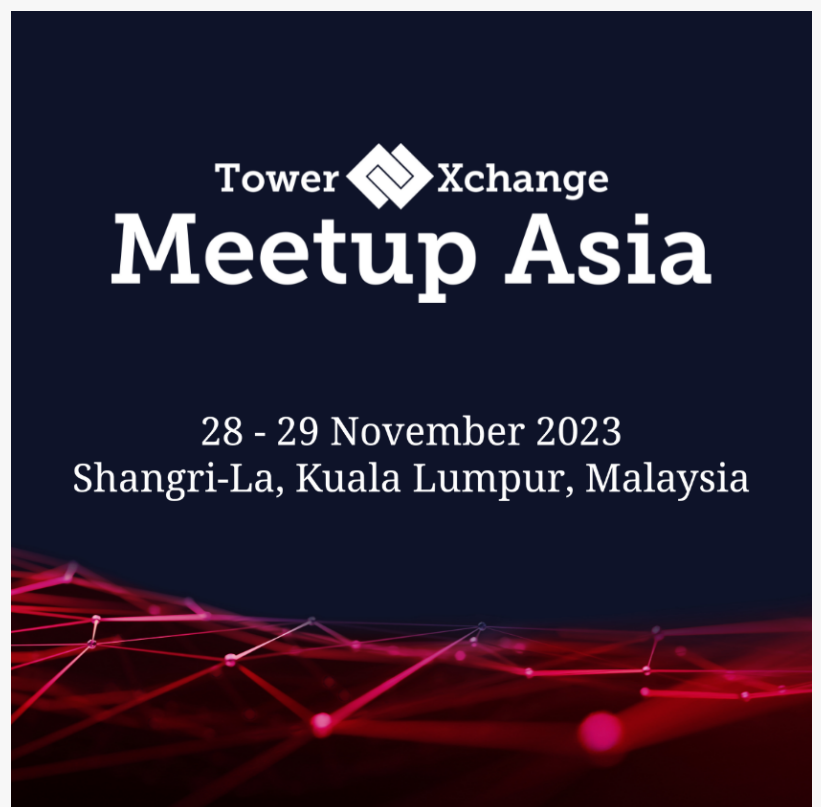 Tower Xchange
Meetup Asia
28 - 29 November 2023
Shangri-La, Kuala Lumpur, Malaysia